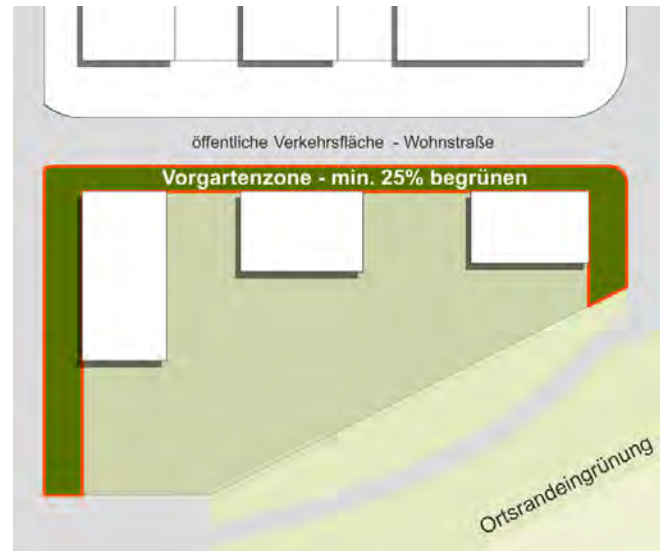 öffentliche Verkehrsfläche - Wohnstraße
Vorgartenzone - min. 25% begrünen
Ortsrandeingrünung